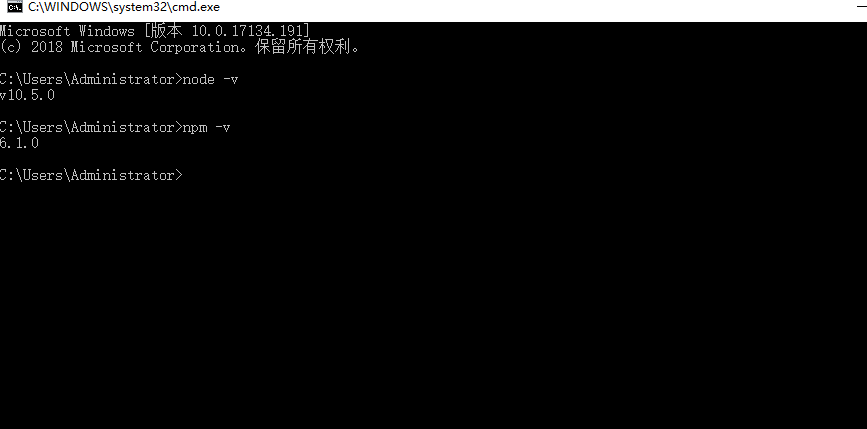 C:\WINDOWS\system32\cmd.exe
Microsoft Windows [版本 10.0.17134.191]
(c) 2018 Microsoft Corporation。保留所有权利。
C:\Users\Administrator>node -v
v10.5.0
C:\Users\Administrator>npm -v
6.1.0
C:\Users\Administrator>